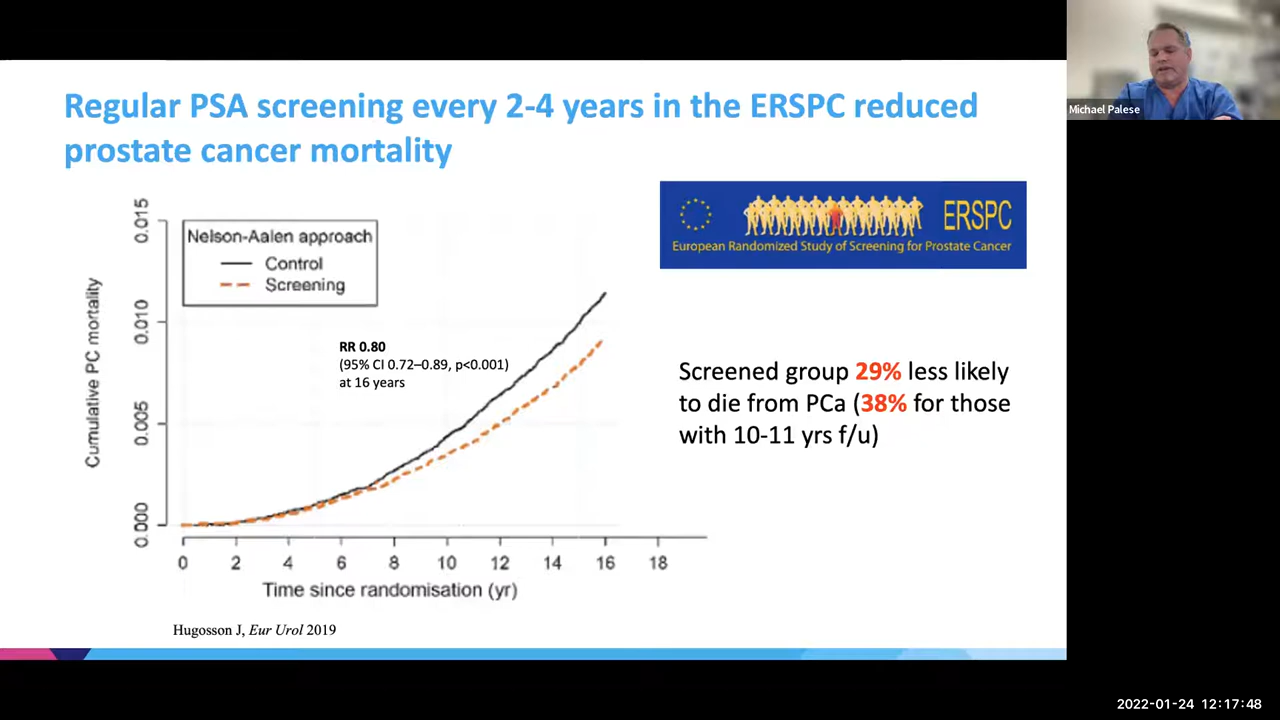 Regular PSA screening every 2-4 years in the ERSPC reduced
prostate cancer mortality
Michael Palese
Nelson-Aalen approach
Control
Screening
Cumulative PC mortality
0.015
0.010
0.005
0.000
RR 0.80
(95% CI 0.72–0.89, p<0.001)
at 16 years
0 2 4 6 8 10 12 14 16 18
Time since randomisation (yr)
ERSPC
European Randomized Study of Screening for Prostate Cancer
Screened group 29% less likely
to die from PCa (38% for those
with 10-11 yrs f/u)
Hugosson J, Eur Urol 2019
2022-01-24 12:17:48